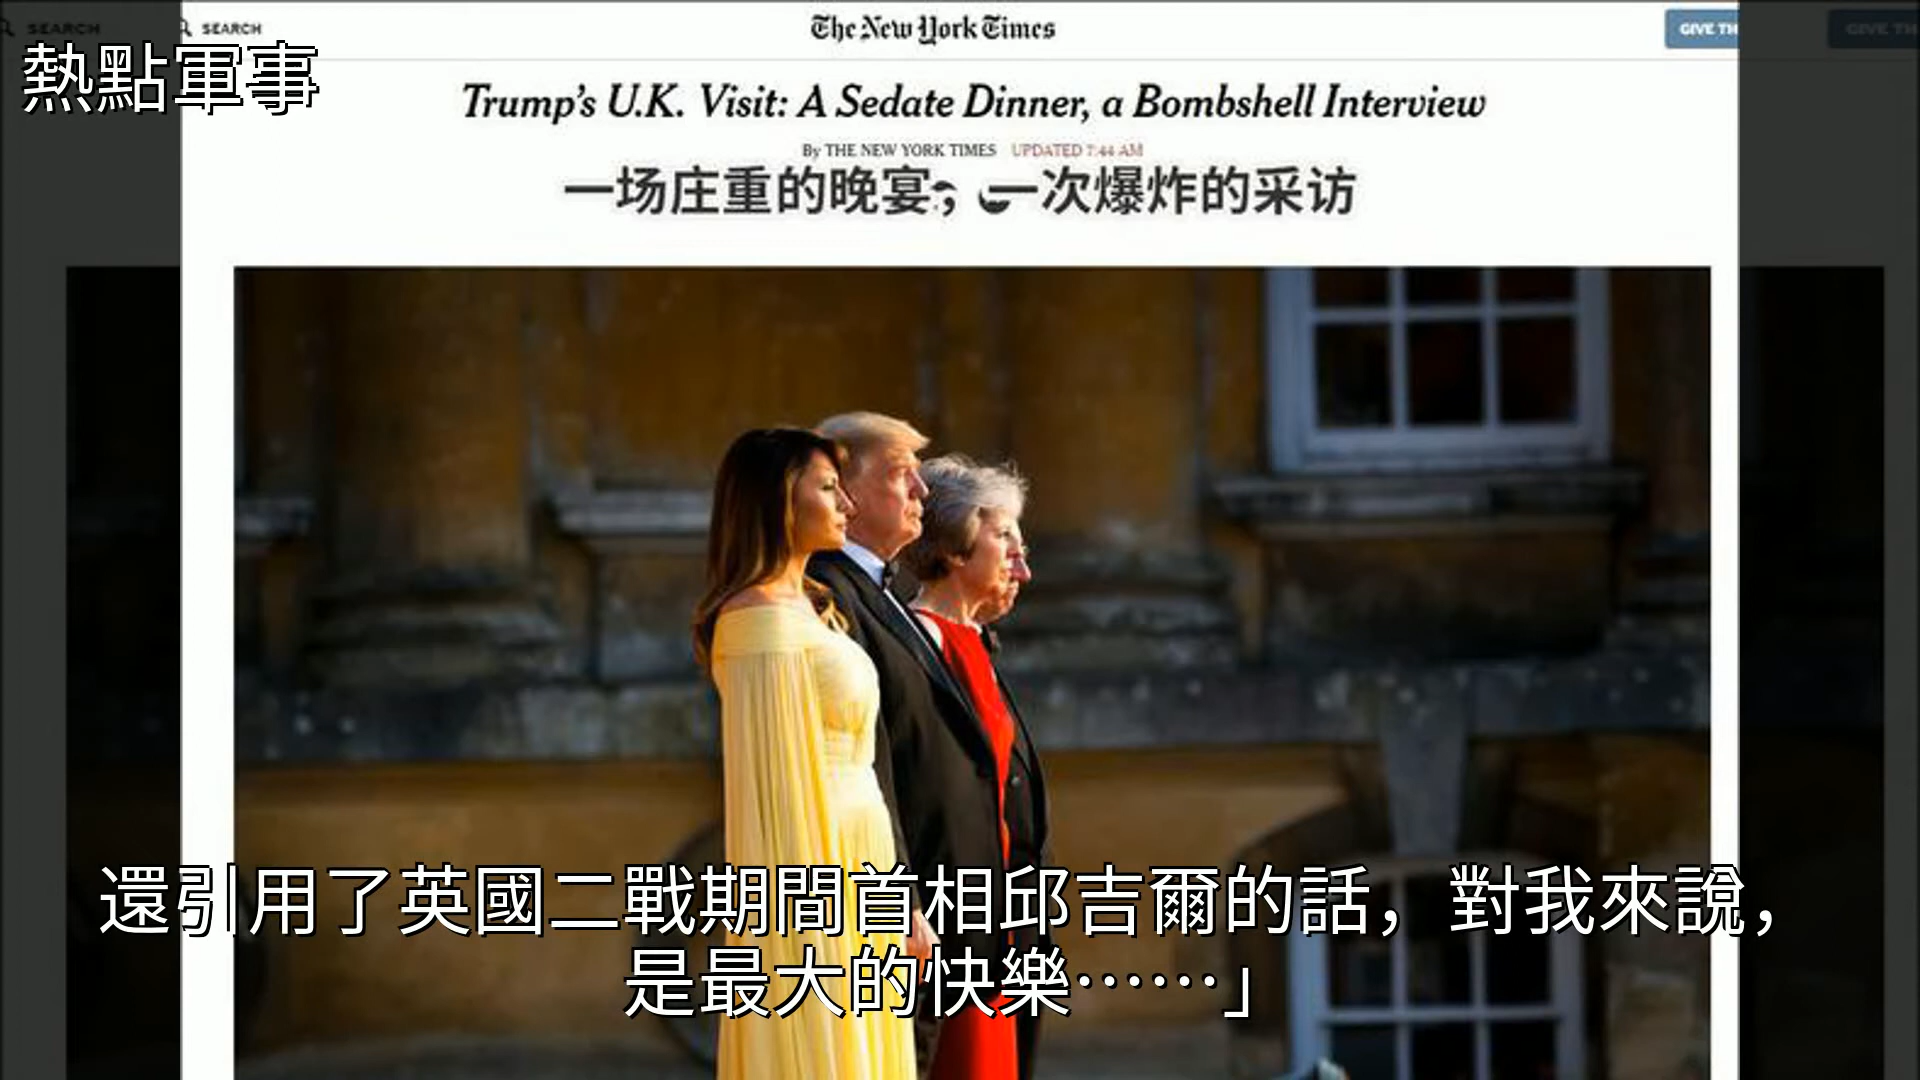 SEARCH
SEARCH
The New York Times
GIVE TH
GIVE TH
熱點軍事
Trump's U.K. Visit: A Sedate Dinner, a Bombshell Interview
By THE NEW YORK TIMES UPDATED 7:44 AM
一场庄重的晚宴，一次爆炸的采访
還引用了英國二戰期間首相邱吉爾的話，對我來說，
是最大的快樂……」